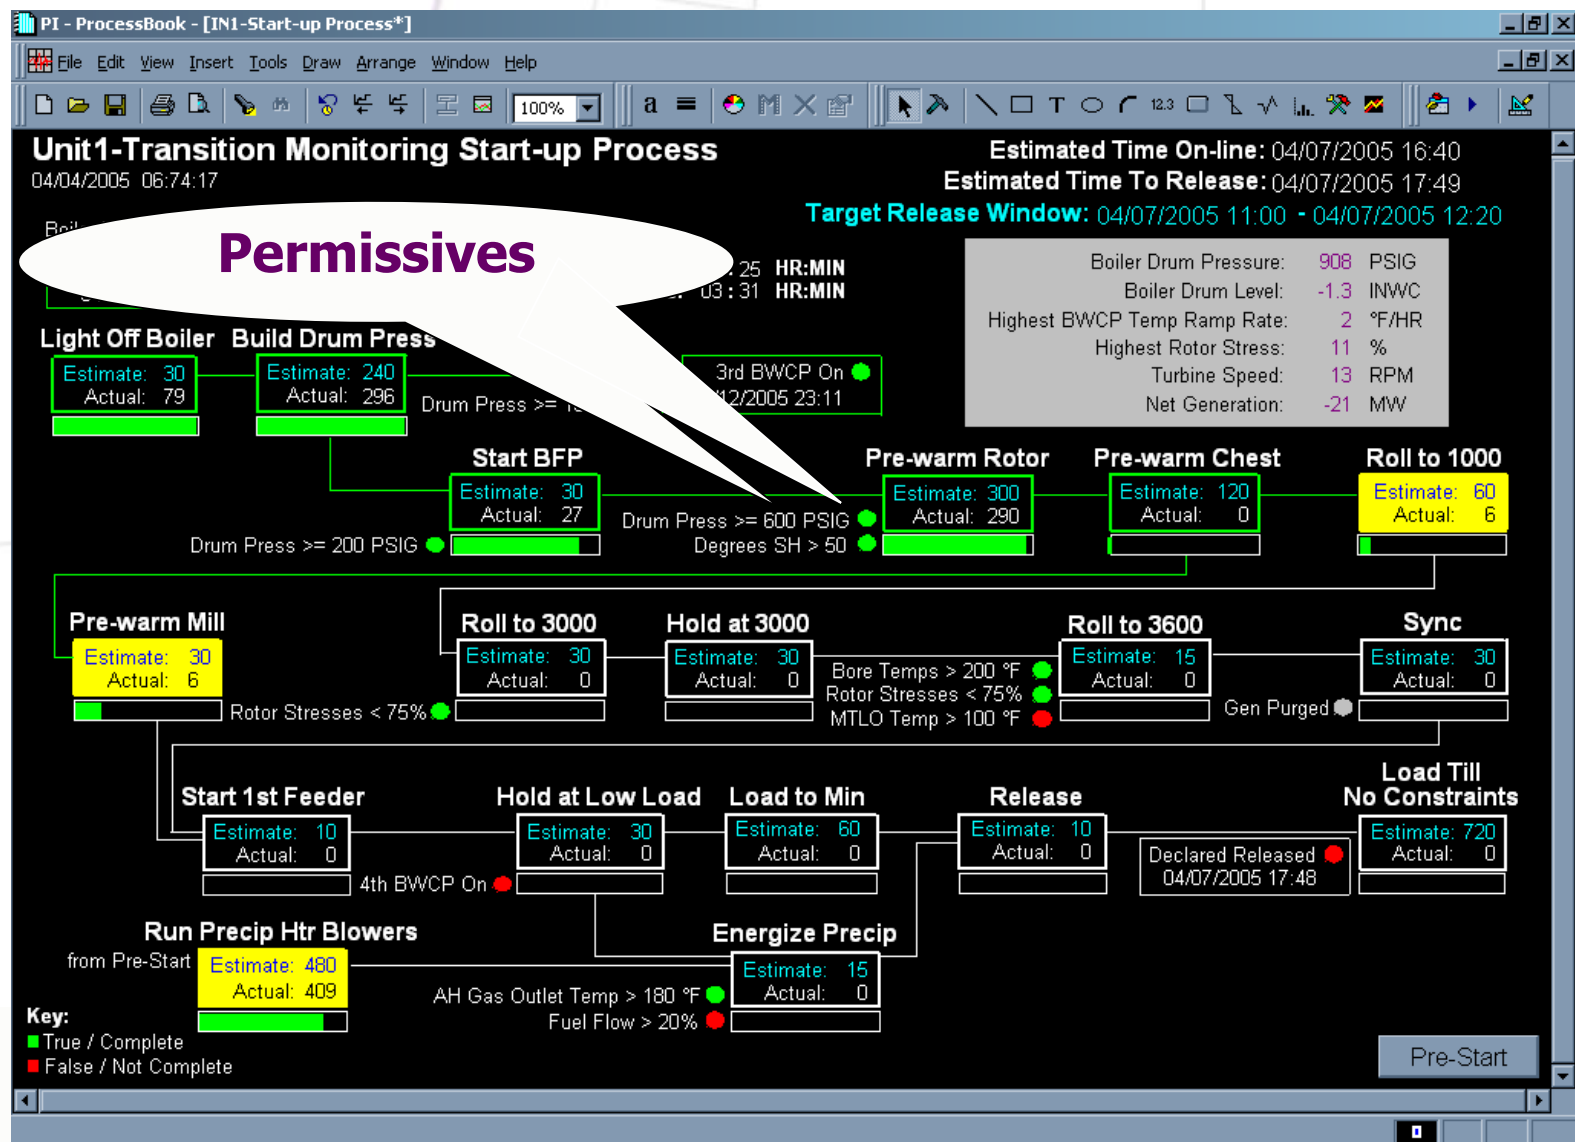 PI - ProcessBook - [IN1-Start-up Process*]
File Edit View Insert Tools Draw Arrange Window Help
100%
Unit1-Transition Monitoring Start-up Process
04/04/2005 06:74:17
Estimated Time On-line: 04/07/2005 16:40
Estimated Time To Release: 04/07/2005 17:49
Target Release Window: 04/07/2005 11:00 - 04/07/2005 12:20
Permissives
: 25 HR:MIN
03 : 31 HR:MIN
Boiler Drum Pressure: 908 PSIG
Boiler Drum Level: -1.3 INWC
Highest BWCP Temp Ramp Rate: 2 °F/HR
Highest Rotor Stress: 11 %
Turbine Speed: 13 RPM
Net Generation: -21 MW
Light Off Boiler Build Drum Press
Estimate: 30
Actual: 79
Estimate: 240
Actual: 296
Drum Press >=
3rd BWCP On
/12/2005 23:11
Start BFP
Estimate: 30
Actual: 27
Drum Press >= 200 PSIG
Pre-warm Rotor
Estimate: 300
Actual: 290
Drum Press >= 600 PSIG
Degrees SH > 50
Pre-warm Chest
Estimate: 120
Actual: 0
Roll to 1000
Estimate: 60
Actual: 6
Pre-warm Mill
Estimate: 30
Actual: 6
Roll to 3000
Estimate: 30
Actual: 0
Rotor Stresses < 75%
Hold at 3000
Estimate: 30
Actual: 0
Bore Temps > 200 °F
Rotor Stresses < 75%
MTLO Temp > 100 °F
Roll to 3600
Estimate: 15
Actual: 0
Gen Purged
Sync
Estimate: 30
Actual: 0
Start 1st Feeder
Estimate: 10
Actual: 0
4th BWCP On
Hold at Low Load
Estimate: 30
Actual: 0
Load to Min
Estimate: 60
Actual: 0
Release
Estimate: 10
Actual: 0
Declared Released
04/07/2005 17:48
Load Till
No Constraints
Estimate: 720
Actual: 0
Run Precip Htr Blowers
from Pre-Start
Estimate: 480
Actual: 409
Energize Precip
Estimate: 15
Actual: 0
AH Gas Outlet Temp > 180 °F
Fuel Flow > 20%
Key:
True / Complete
False / Not Complete
Pre-Start